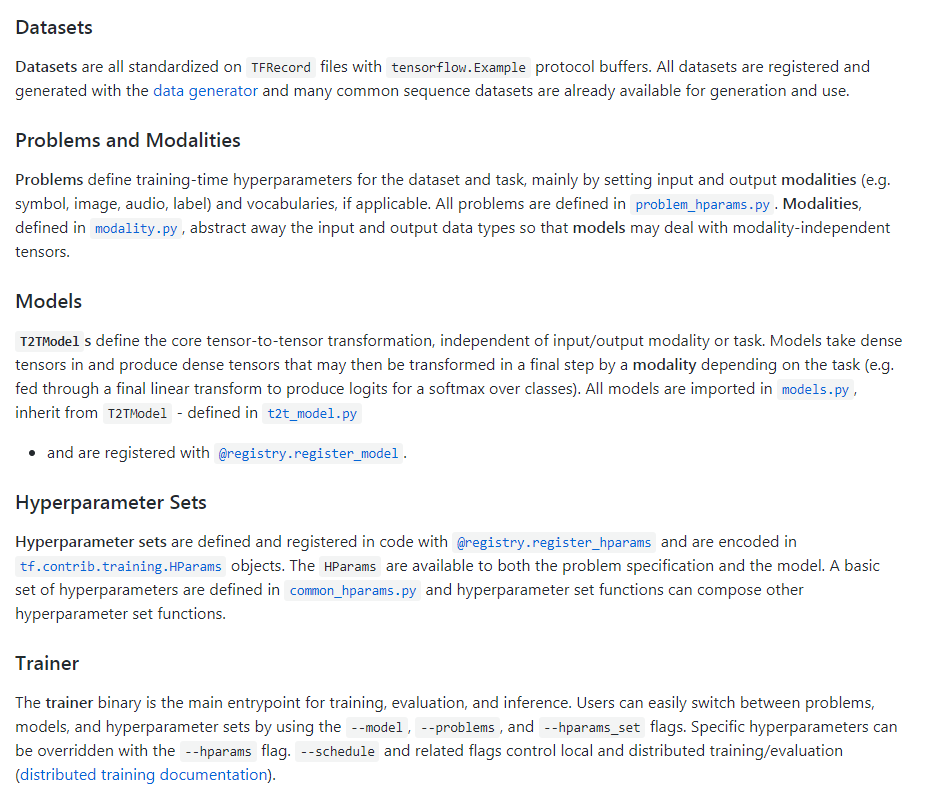 Datasets
Datasets are all standardized on TFRecord files with tensorflow.Example protocol buffers. All datasets are registered and
generated with the data generator and many common sequence datasets are already available for generation and use.
Problems and Modalities
Problems define training-time hyperparameters for the dataset and task, mainly by setting input and output modalities (e.g.
symbol, image, audio, label) and vocabularies, if applicable. All problems are defined in problem_hparams.py . Modalities,
defined in modality.py , abstract away the input and output data types so that models may deal with modality-independent
tensors.
Models
T2TModel s define the core tensor-to-tensor transformation, independent of input/output modality or task. Models take dense
tensors in and produce dense tensors that may then be transformed in a final step by a modality depending on the task (e.g.
fed through a final linear transform to produce logits for a softmax over classes). All models are imported in models.py ,
inherit from T2TModel - defined in t2t_model.py
• and are registered with @registry.register_model .
Hyperparameter Sets
Hyperparameter sets are defined and registered in code with @registry.register_hparams and are encoded in
tf.contrib.training.HParams objects. The HParams are available to both the problem specification and the model. A basic
set of hyperparameters are defined in common_hparams.py and hyperparameter set functions can compose other
hyperparameter set functions.
Trainer
The trainer binary is the main entrypoint for training, evaluation, and inference. Users can easily switch between problems,
models, and hyperparameter sets by using the --model , --problems , and --hparams_set flags. Specific hyperparameters can
be overridden with the --hparams flag. --schedule and related flags control local and distributed training/evaluation
(distributed training documentation).